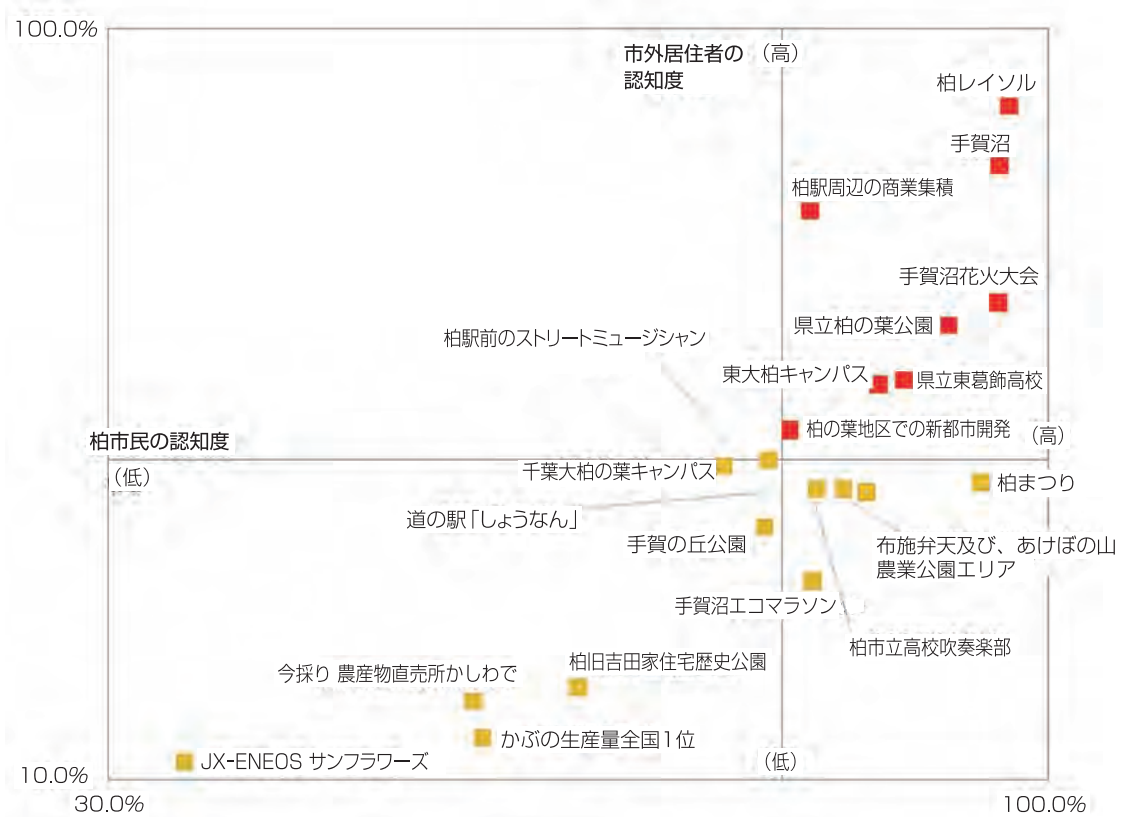 100.0%
市外居住者の
認知度
（高）
柏レイソル
手賀沼
柏駅周辺の商業集積
手賀沼花火大会
県立柏の葉公園
柏駅前のストリートミュージシャン
東大柏キャンパス
県立東葛飾高校
柏の葉地区での新都市開発
（高）
柏市民の認知度
（低）
千葉大柏の葉キャンパス
柏まつり
道の駅「しょうなん」
手賀の丘公園
布施弁天及び、あけぼの山
農業公園エリア
手賀沼エコマラソン
柏市立高校吹奏楽部
柏旧吉田家住宅歴史公園
今採り 農産物直売所かしわで
かぶの生産量全国1位
JX-ENEOS サンフラワーズ
（低）
10.0%
30.0%
100.0%